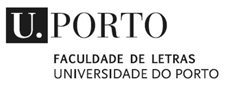 U.PORTO
FACULDADE DE LETRAS
UNIVERSIDADE DO PORTO